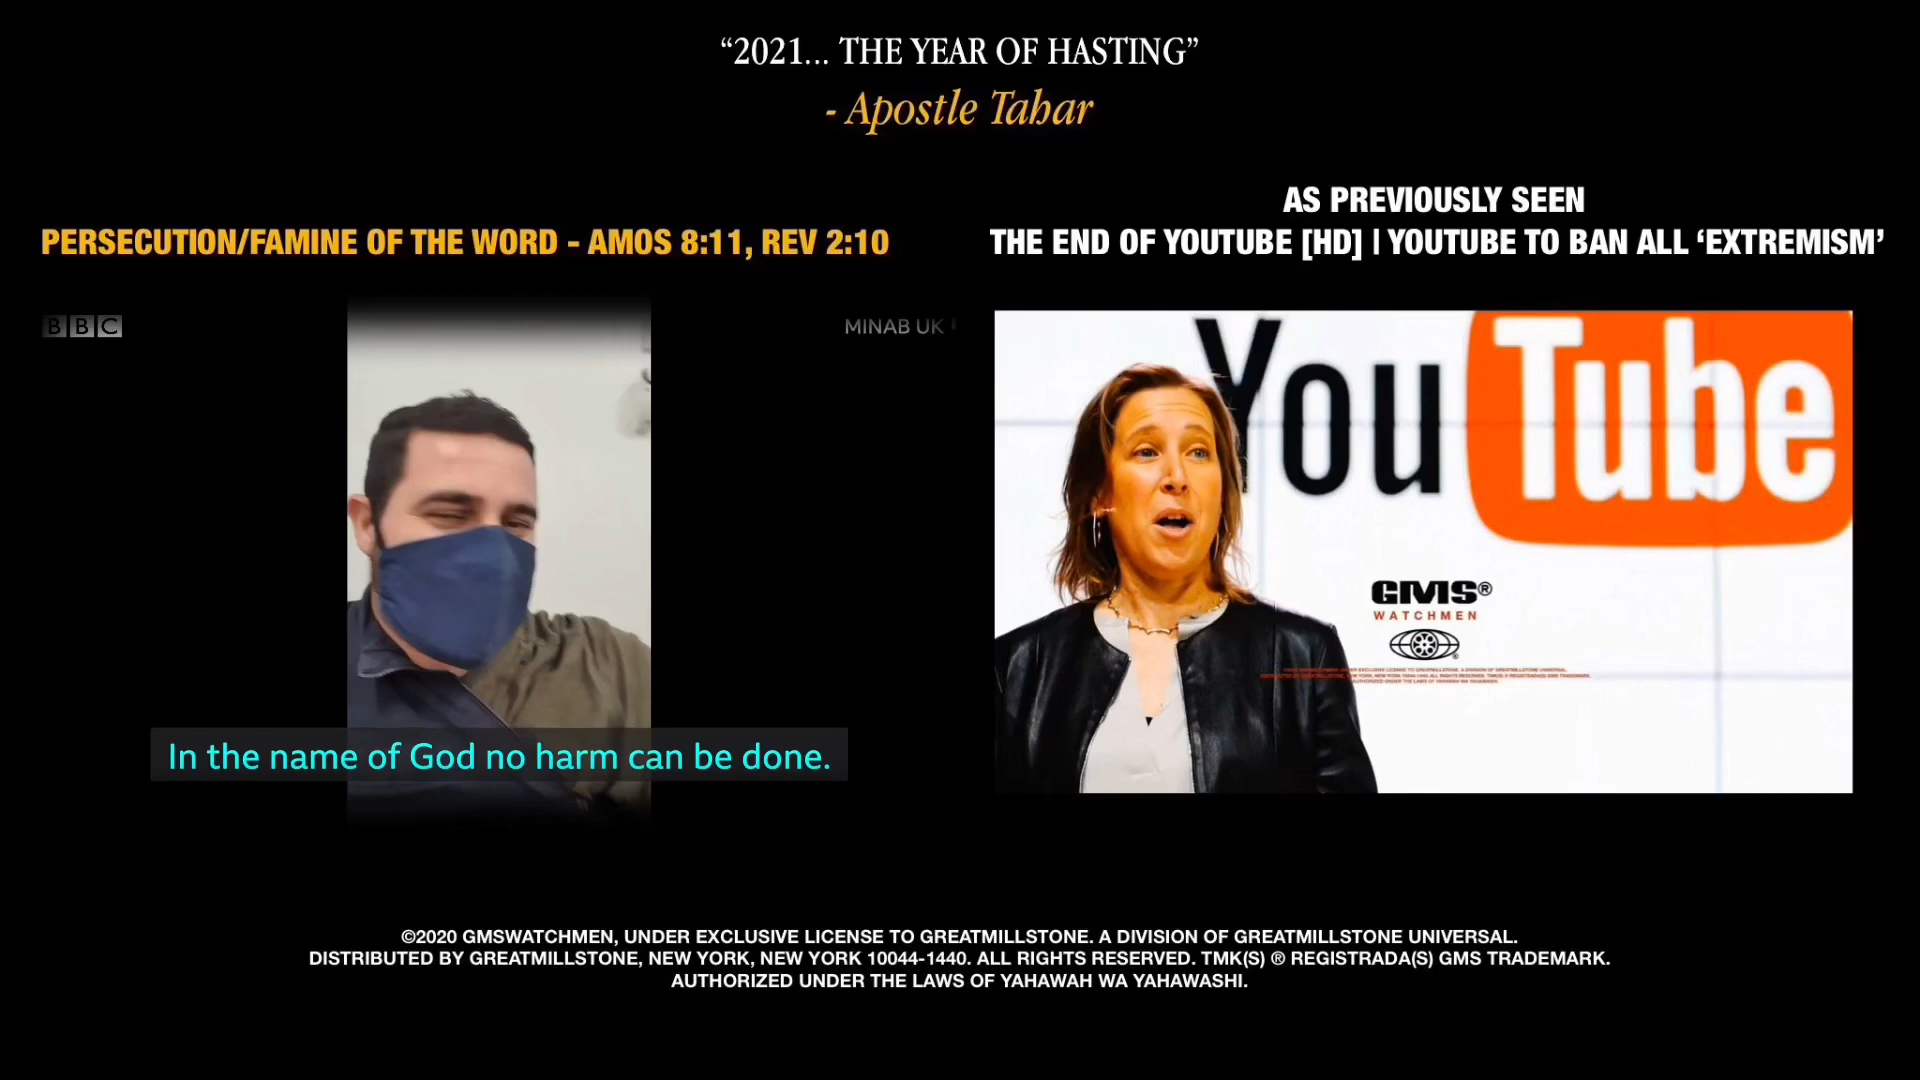 “2021... THE YEAR OF HASTING”
- Apostle Tahar
PERSECUTION/FAMINE OF THE WORD - AMOS 8:11, REV 2:10
AS PREVIOUSLY SEEN
THE END OF YOUTUBE [HD] | YOUTUBE TO BAN ALL ‘EXTREMISM’
BBC
MINAB UK
In the name of God no harm can be done.
YouTube
GMS®
WATCHMEN
©2020 GMSWATCHMEN, UNDER EXCLUSIVE LICENSE TO GREATMILLSTONE. A DIVISION OF GREATMILLSTONE UNIVERSAL.
DISTRIBUTED BY GREATMILLSTONE, NEW YORK, NEW YORK 10044-1440. ALL RIGHTS RESERVED. TMK(S) ® REGISTRADA(S) GMS TRADEMARK.
AUTHORIZED UNDER THE LAWS OF YAHAWAH WA YAHAWASHI.